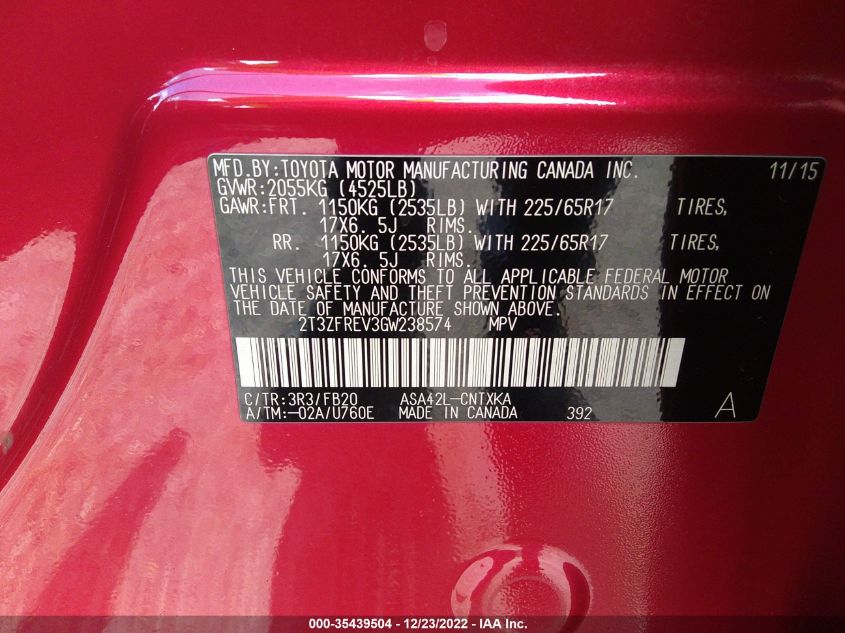 MFD.BY:TOYOTA MOTOR MANUFACTURING CANADA INC. 11/15
GVWR:2055KG (4525LB)
GAWR:FRT. 1150KG (2535LB) WITH 225/65R17 TIRES,
17X6. 5J RIMS.
RR. 1150KG (2535LB) WITH 225/65R17 TIRES,
17X6. 5J RIMS.
THIS VEHICLE CONFORMS TO ALL APPLICABLE FEDERAL MOTOR
VEHICLE SAFETY AND THEFT PREVENTION STANDARDS IN EFFECT ON
THE DATE OF MANUFACTURE SHOWN ABOVE.
2T3ZFREV3GW238574 MPV
C/TR:3R3/FB20 ASA42L-CNTXKA
A/TM:-02A/U760E MADE IN CANADA 392 A
000-35439504 - 12/23/2022 - IAA Inc.